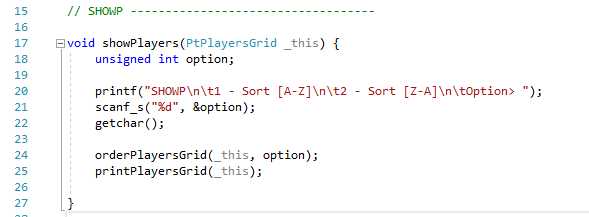 15 // SHOWP ----------------------------------
16
17 void showPlayers(PtPlayersGrid _this) {
18 unsigned int option;
19
20 printf("SHOWP\n\t1 - Sort [A-Z]\n\t2 - Sort [Z-A]\n\tOption> ");
21 scanf_s("%d", &option);
22 getchar();
23
24 orderPlayersGrid(_this, option);
25 printPlayersGrid(_this);
26
27 }